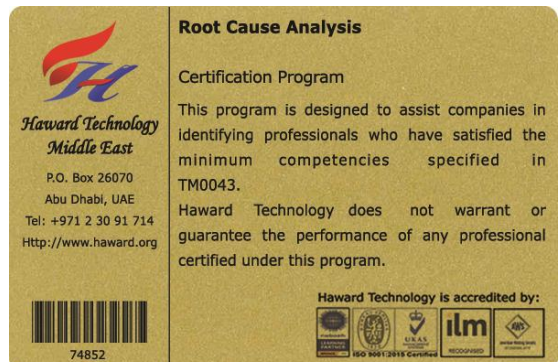 Haward Technology
Middle East
P.O. Box 26070
Abu Dhabi, UAE
Tel: +971 2 30 91 714
Http://www.haward.org
74852
Root Cause Analysis
Certification Program
This program is designed to assist companies in
identifying professionals who have satisfied the
minimum competencies specified in
TM0043.
Haward Technology does not warrant or
guarantee the performance of any professional
certified under this program.
Haward Technology is accredited by:
UKAS
ISO 9001:2015 Certified
ilm
RECOGNISED
AWS